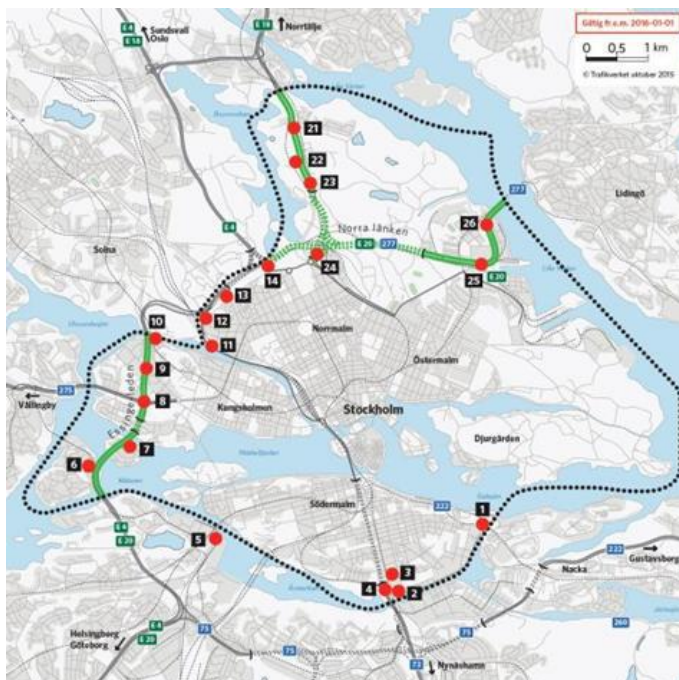 E 4
E 18
Sundsvall
Oslo
E 18
Norrtälje
Gäller fr.o.m. 2016-01-01
0 0,5 1 km
© Trafikverket oktober 2015
21
22
23
277
Lidingö
E 4
Norra länken
26
Solna
E 20
277
24
14
25
E 20
13
12
10
11
Norrmalm
9
Östermalm
275
Vällingby
Essingeleden
8
Kungsholmen
Stockholm
7
Djurgården
6
Södermalm
222
1
E 4
E 20
5
3
4
2
222
Gustavsberg
Nacka
Helsingborg
Göteborg
E 4
E 20
75
75
75
260
73
Nynäshamn